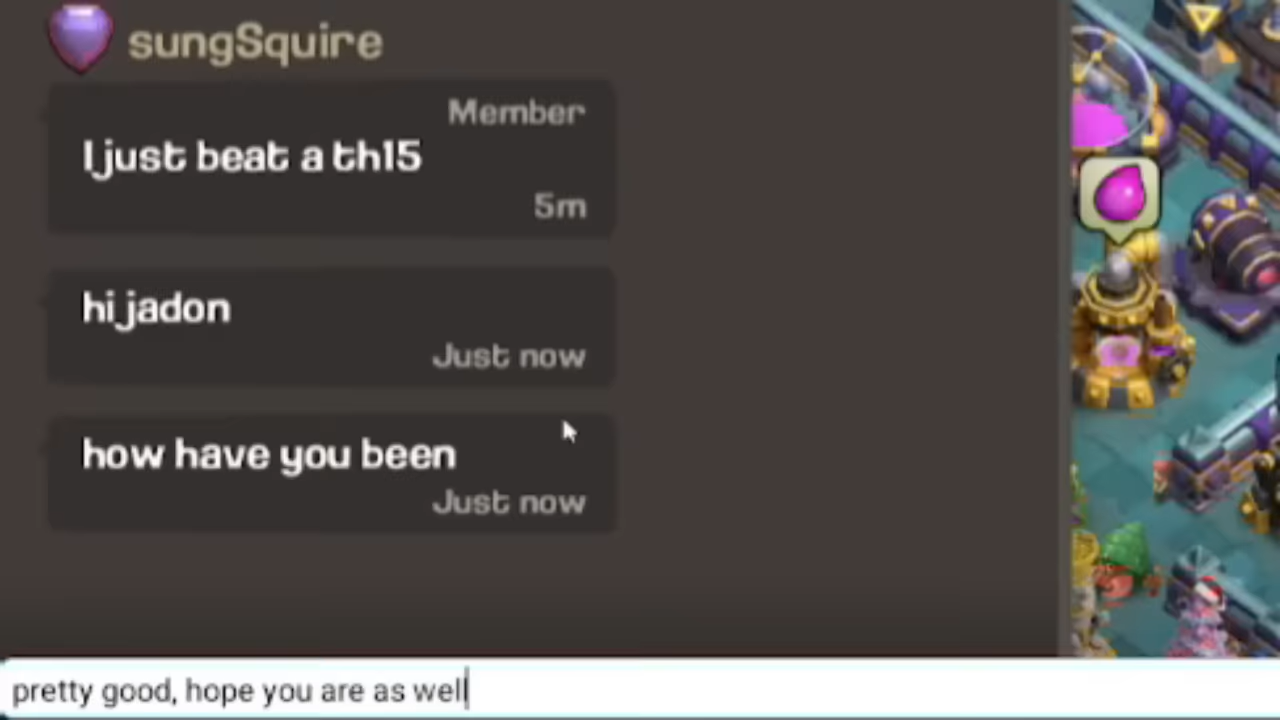 sungSquire
Member
I just beat a th15
5m
hi jadon
Just now
how have you been
Just now
pretty good, hope you are as well